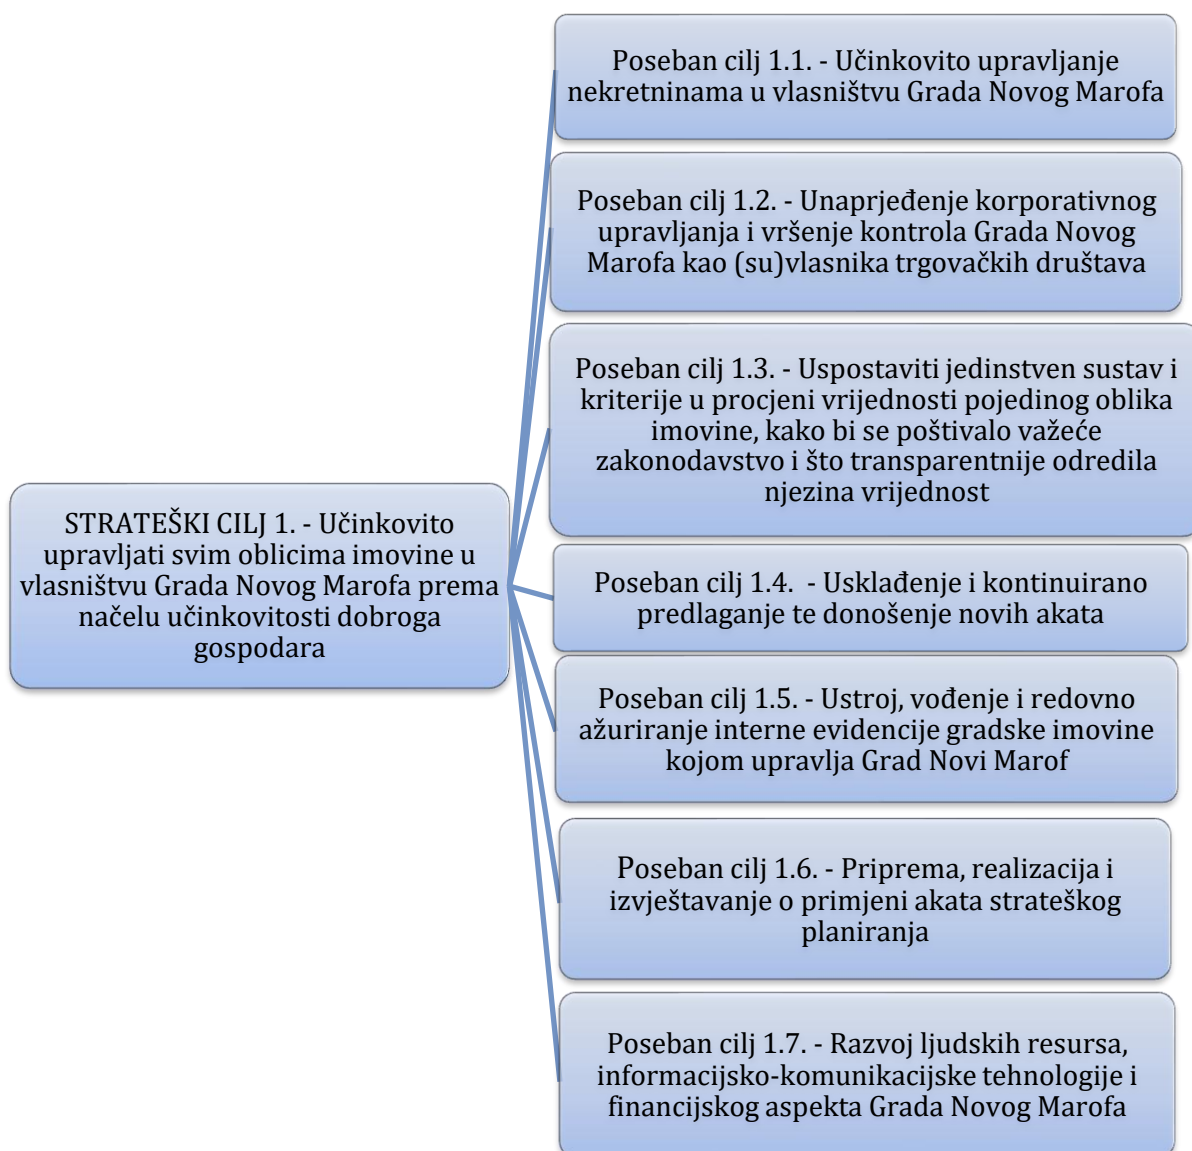 Poseban cilj 1.1. - Učinkovito upravljanje
nekretninama u vlasništvu Grada Novog Marofa
Poseban cilj 1.2. - Unaprjeđenje korporativnog
upravljanja i vršenje kontrola Grada Novog
Marofa kao (su)vlasnika trgovačkih društava
Poseban cilj 1.3. - Uspostaviti jedinstven sustav i
kriterije u procjeni vrijednosti pojedinog oblika
imovine, kako bi se poštivalo važeće
zakonodavstvo i što transparentnije odredila
njezina vrijednost
STRATEŠKI CILJ 1. - Učinkovito
upravljati svim oblicima imovine u
vlasništvu Grada Novog Marofa prema
načelu učinkovitosti dobroga
gospodara
Poseban cilj 1.4.  - Usklađenje i kontinuirano
predlaganje te donošenje novih akata
Poseban cilj 1.5. - Ustroj, vođenje i redovno
ažuriranje interne evidencije gradske imovine
kojom upravlja Grad Novi Marof
Poseban cilj 1.6. - Priprema, realizacija i
izvještavanje o primjeni akata strateškog
planiranja
Poseban cilj 1.7. - Razvoj ljudskih resursa,
informacijsko-komunikacijske tehnologije i
financijskog aspekta Grada Novog Marofa